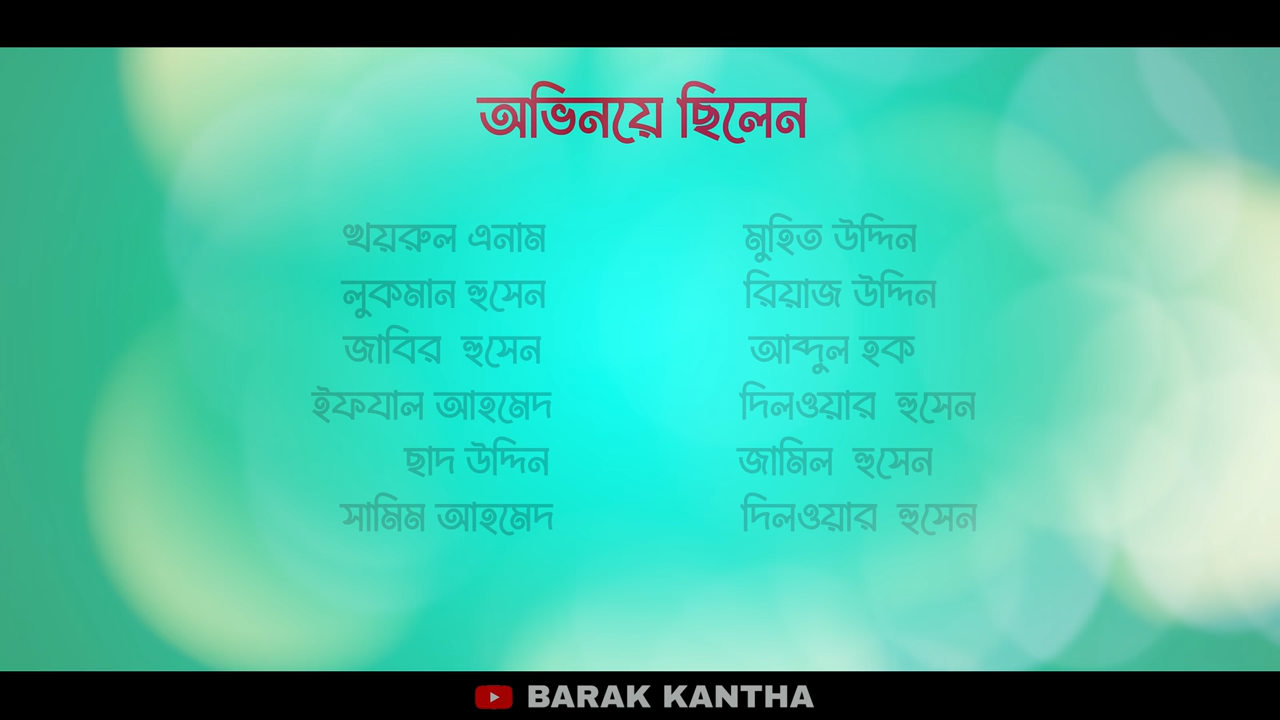 অভিনয়ে ছিলেন
খয়রুল এনাম
লুকমান হুসেন
জাবির হুসেন
ইফযাল আহমেদ
ছাদ উদ্দিন
সামিম আহমেদ
মুহিত উদ্দিন
রিয়াজ উদ্দিন
আব্দুল হক
দিলওয়ার হুসেন
জামিল হুসেন
দিলওয়ার হুসেন
BARAK KANTHA